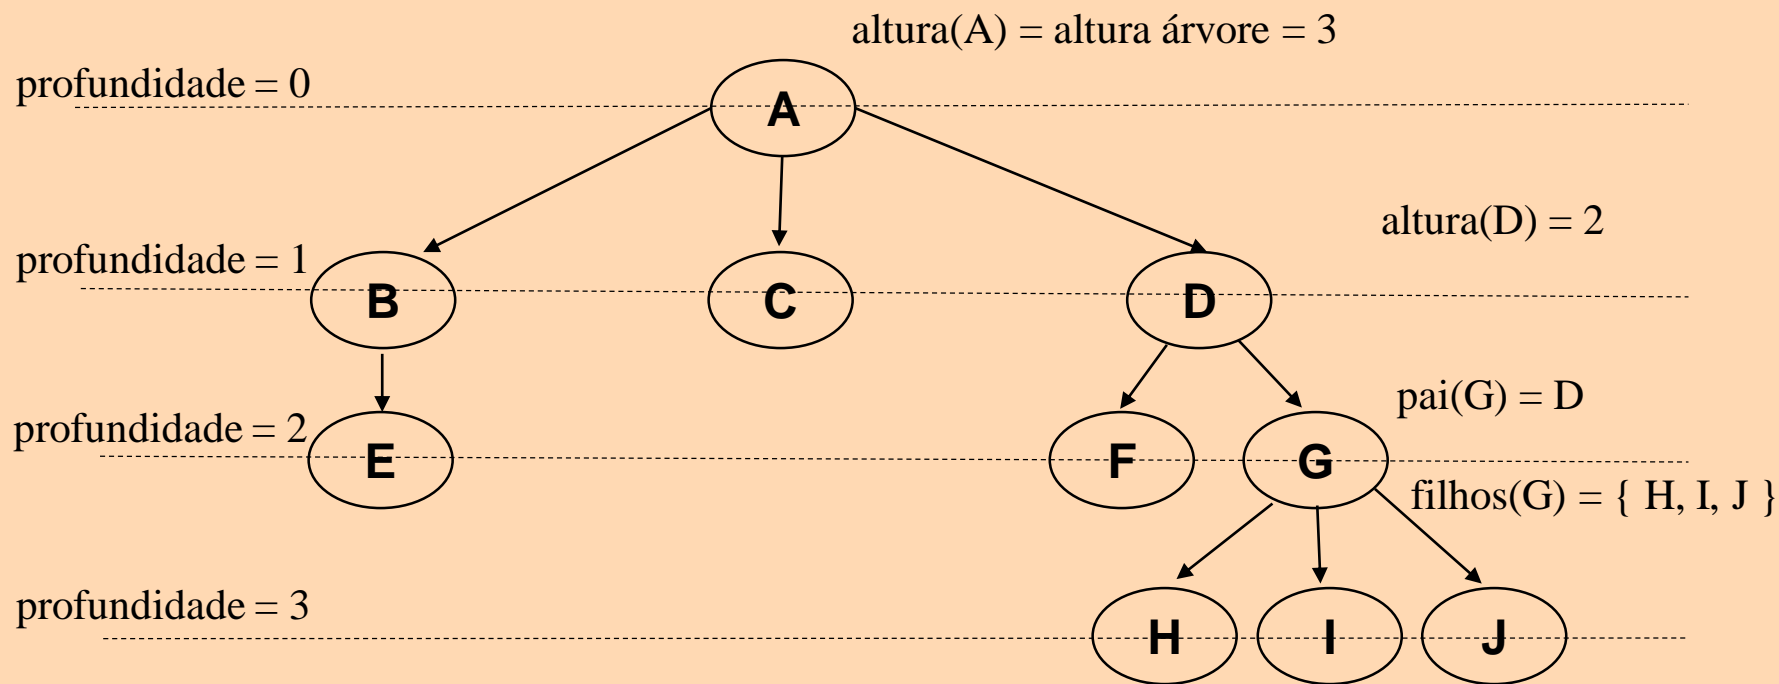 altura(A) = altura árvore = 3
profundidade = 0
A
altura(D) = 2
profundidade = 1
B
C
D
pai(G) = D
profundidade = 2
E
F
G
filhos(G) = { H, I, J }
profundidade = 3
H
I
J